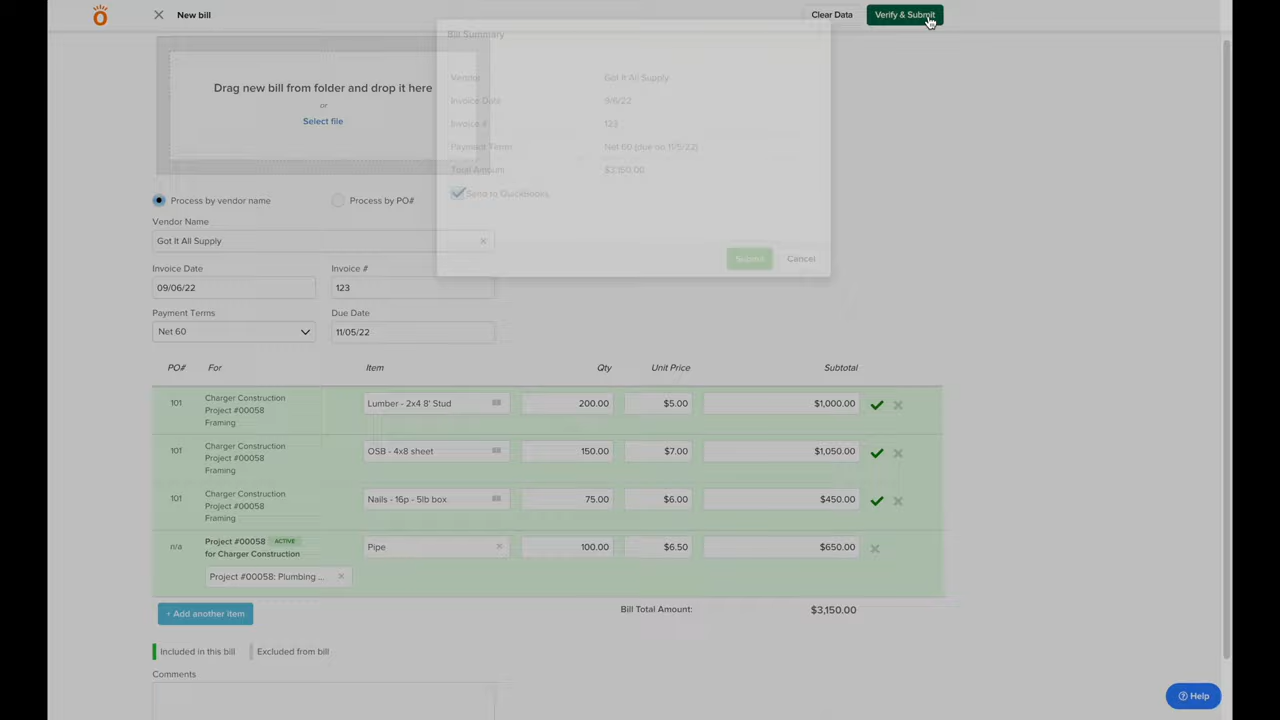 New bill
Clear Data
Verify & Submit
Bill Summary
Drag new bill from folder and drop it here
or
Select file
Vendor
Got It All Supply
Invoice Date
9/6/22
Invoice #
123
Payment Term
Net 60 (due on 11/5/22)
Total Amount
$3,150.00
Send to QuickBooks
Submit
Cancel
Process by vendor name
Process by PO#
Vendor Name
Got It All Supply
Invoice Date
Invoice #
09/06/22
123
Payment Terms
Due Date
Net 60
11/05/22
PO# For Item Qty Unit Price Subtotal
101 Charger Construction Lumber - 2x4 8' Stud 200.00 $5.00 $1,000.00
Project #00058
Framing
101 Charger Construction OSB - 4x8 sheet 150.00 $7.00 $1,050.00
Project #00058
Framing
101 Charger Construction Nails - 16p - 5lb box 75.00 $6.00 $450.00
Project #00058
Framing
n/a Project #00058 ACTIVE Pipe 100.00 $6.50 $650.00
for Charger Construction
Project #00058: Plumbing ...
+ Add another item
Bill Total Amount: $3,150.00
Included in this bill
Excluded from bill
Comments
Help